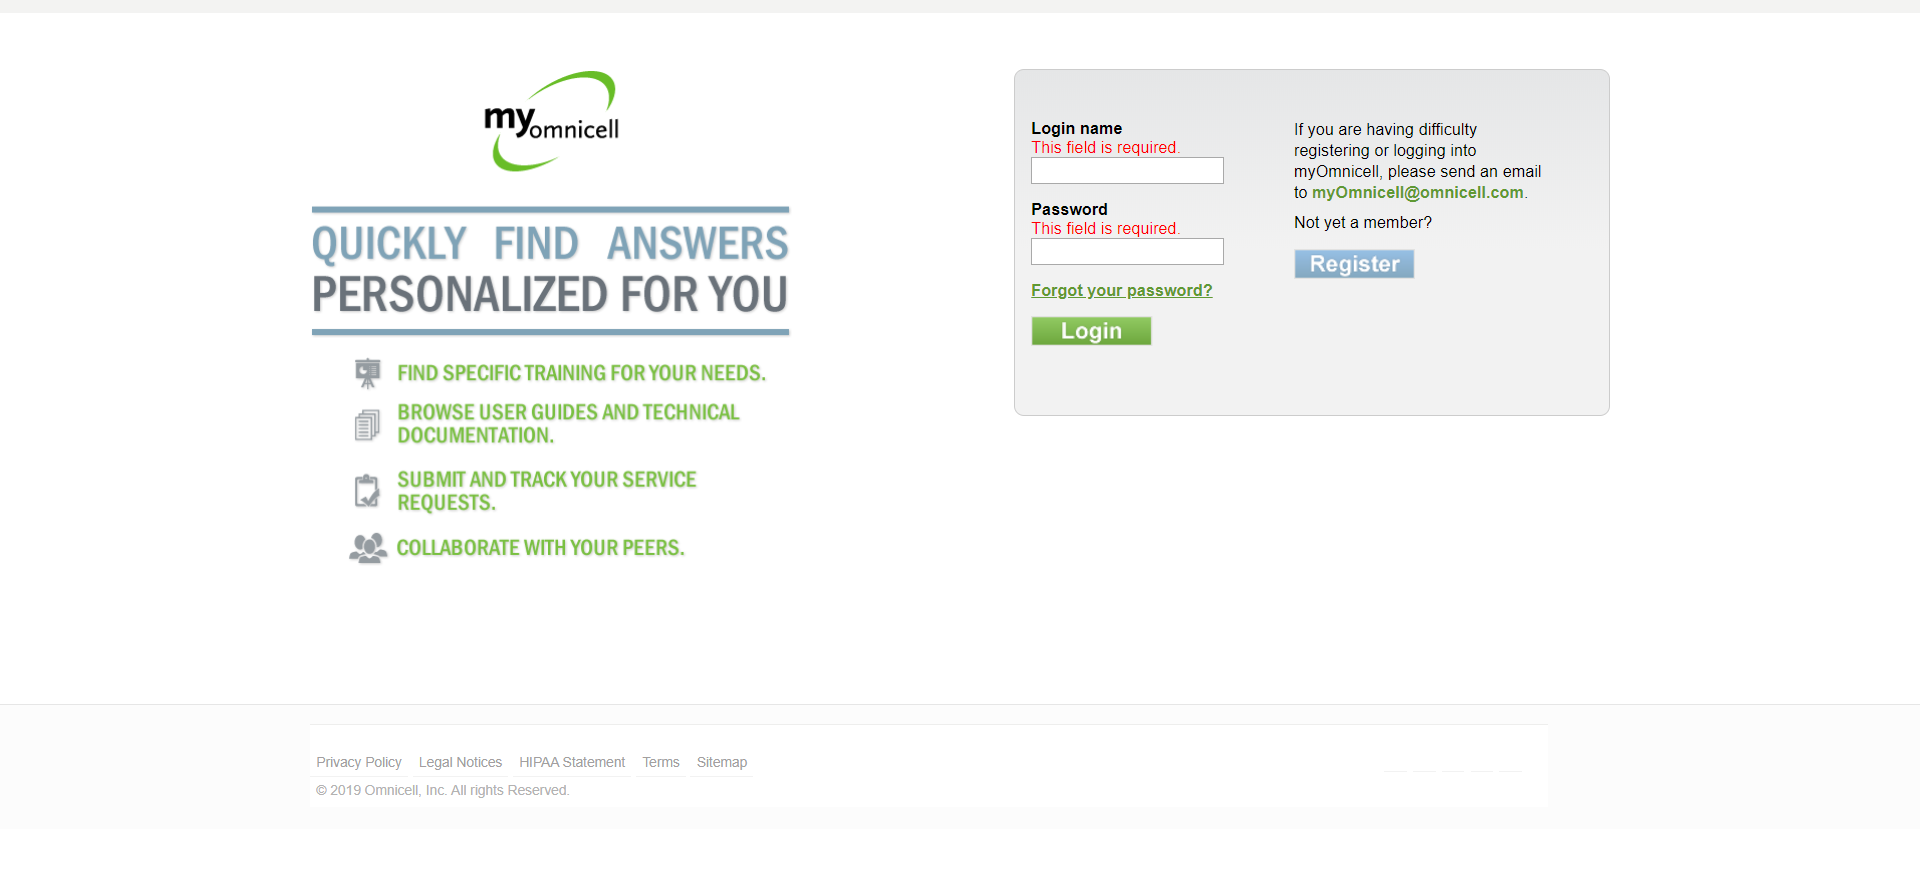 my
omnicell
QUICKLY FIND ANSWERS
PERSONALIZED FOR YOU
FIND SPECIFIC TRAINING FOR YOUR NEEDS.
BROWSE USER GUIDES AND TECHNICAL
DOCUMENTATION.
SUBMIT AND TRACK YOUR SERVICE
REQUESTS.
COLLABORATE WITH YOUR PEERS.
Login name
This field is required.
Password
This field is required.
Forgot your password?
Login
If you are having difficulty
registering or logging into
myOmnicell, please send an email
to myOmnicell@omnicell.com.
Not yet a member?
Register
Privacy Policy Legal Notices HIPAA Statement Terms Sitemap
© 2019 Omnicell, Inc. All rights Reserved.